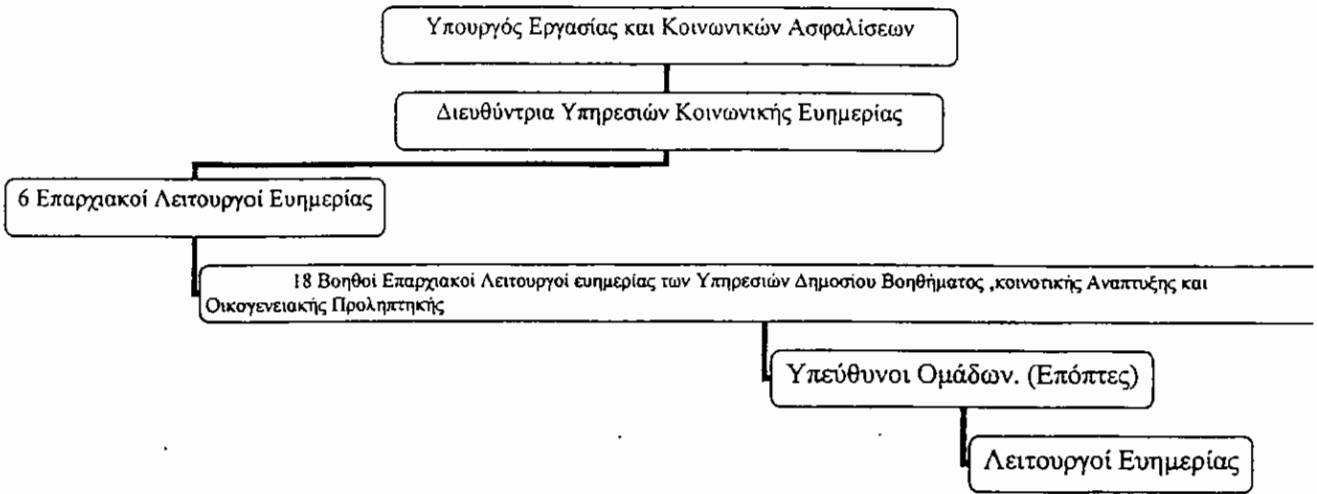 Υπουργός Εργασίας και Κοινωνικών Ασφαλίσεων
Διευθύντρια Υπηρεσιών Κοινωνικής Ευημερίας
6 Επαρχιακοί Λειτουργοί Ευημερίας
18 Βοηθοί Επαρχιακοί Λειτουργοί ευημερίας των Υπηρεσιών Δημοσίου Βοηθήματος ,κοινοτικής Αναπτυξης και
Οικογενειακής Προληπτηκής
Υπεύθυνοι Ομάδων. (Επόπτες)
Λειτουργοί Ευημερίας